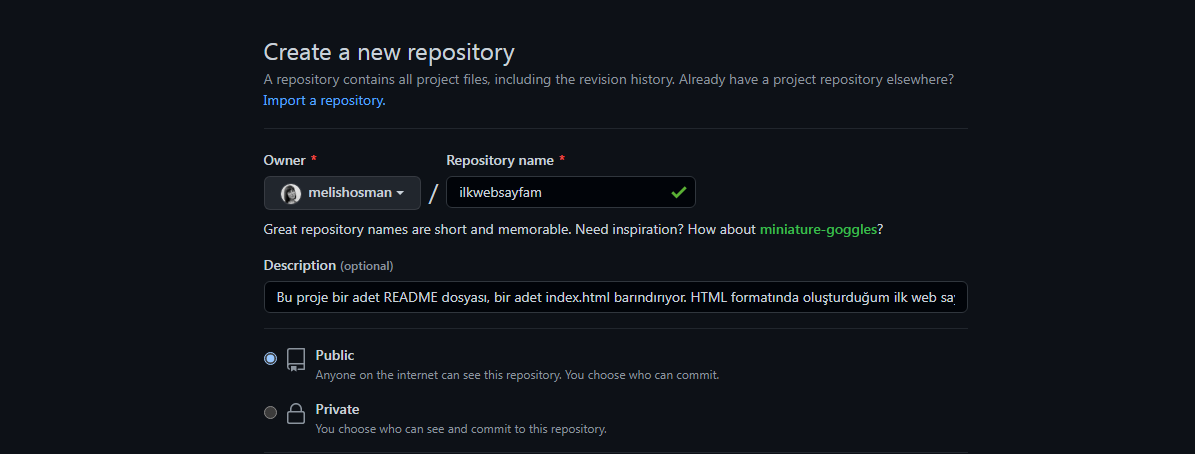 Create a new repository
A repository contains all project files, including the revision history. Already have a project repository elsewhere?
Import a repository.
Owner * Repository name *
melishosman / ilkwebsayfam
Great repository names are short and memorable. Need inspiration? How about miniature-goggles?
Description (optional)
Bu proje bir adet README dosyası, bir adet index.html barındırıyor. HTML formatında oluşturduğum ilk web
Public
Anyone on the internet can see this repository. You choose who can commit.
Private
You choose who can see and commit to this repository.